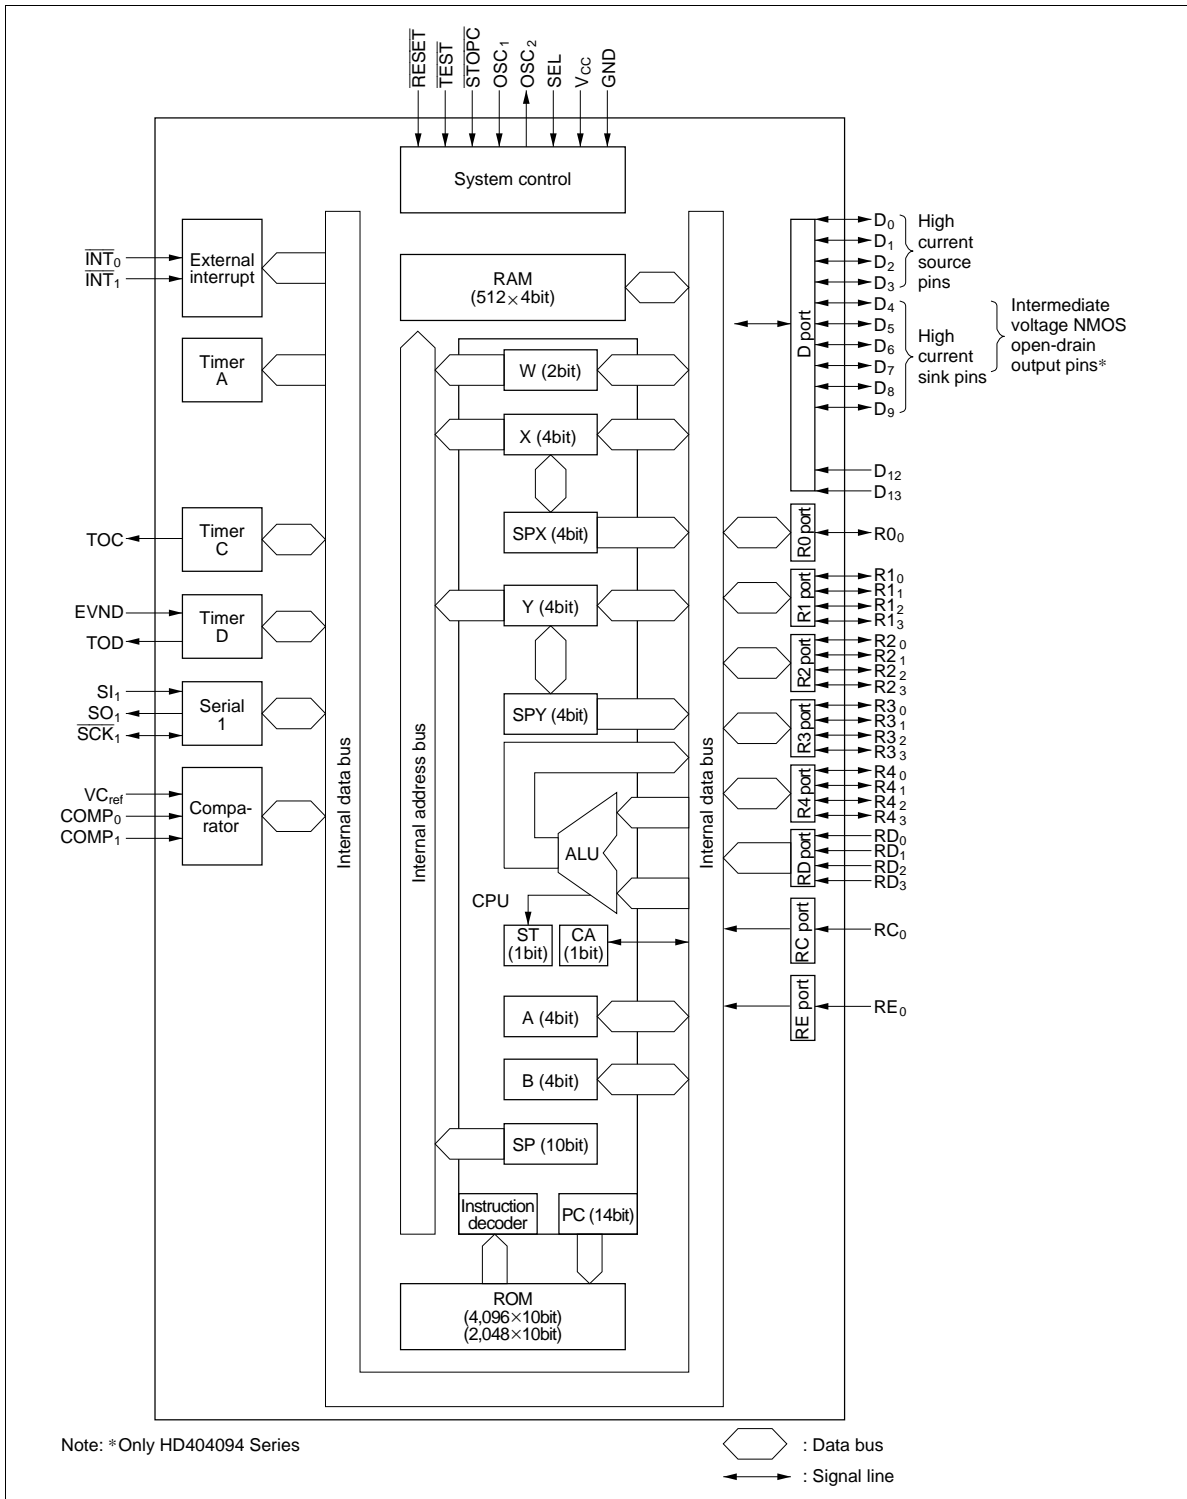 RESET
TEST
STOPC
OSC1
OSC2
SEL
VCC
GND
System control
INT0
INT1
External
interrupt
Timer
A
TOC
Timer
C
EVND
TOD
Timer
D
SI1
SO1
SCK1
Serial
1
VCref
COMP0
COMP1
Compa-
rator
Internal data bus
Internal address bus
RAM
(512×4bit)
W (2bit)
X (4bit)
SPX (4bit)
Y (4bit)
SPY (4bit)
ALU
CPU
ST
(1bit)
CA
(1bit)
A (4bit)
B (4bit)
SP (10bit)
Instruction
decoder
PC (14bit)
ROM
(4,096×10bit)
(2,048×10bit)
Internal data bus
D port
D0
D1
D2
D3
High
current
source
pins
D4
D5
D6
D7
D8
D9
High
current
sink pins
Intermediate
voltage NMOS
open-drain
output pins*
D12
D13
R0 port
R00
R1 port
R10
R11
R12
R13
R2 port
R20
R21
R22
R23
R3 port
R30
R31
R32
R33
R4 port
R40
R41
R42
R43
RD port
RD0
RD1
RD2
RD3
RC port
RC0
RE port
RE0
Note: *Only HD404094 Series
: Data bus
: Signal line